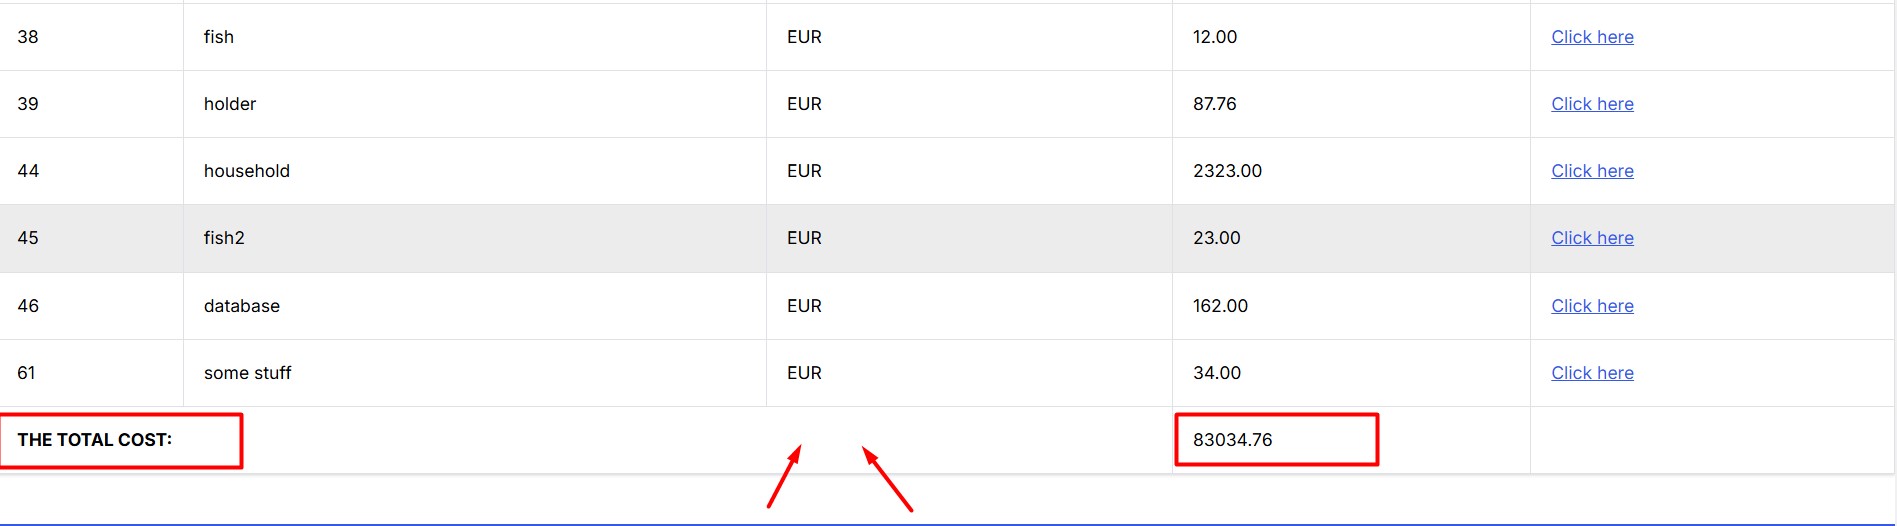 38 fish EUR 12.00 Click here
39 holder EUR 87.76 Click here
44 household EUR 2323.00 Click here
45 fish2 EUR 23.00 Click here
46 database EUR 162.00 Click here
61 some stuff EUR 34.00 Click here
THE TOTAL COST: 83034.76